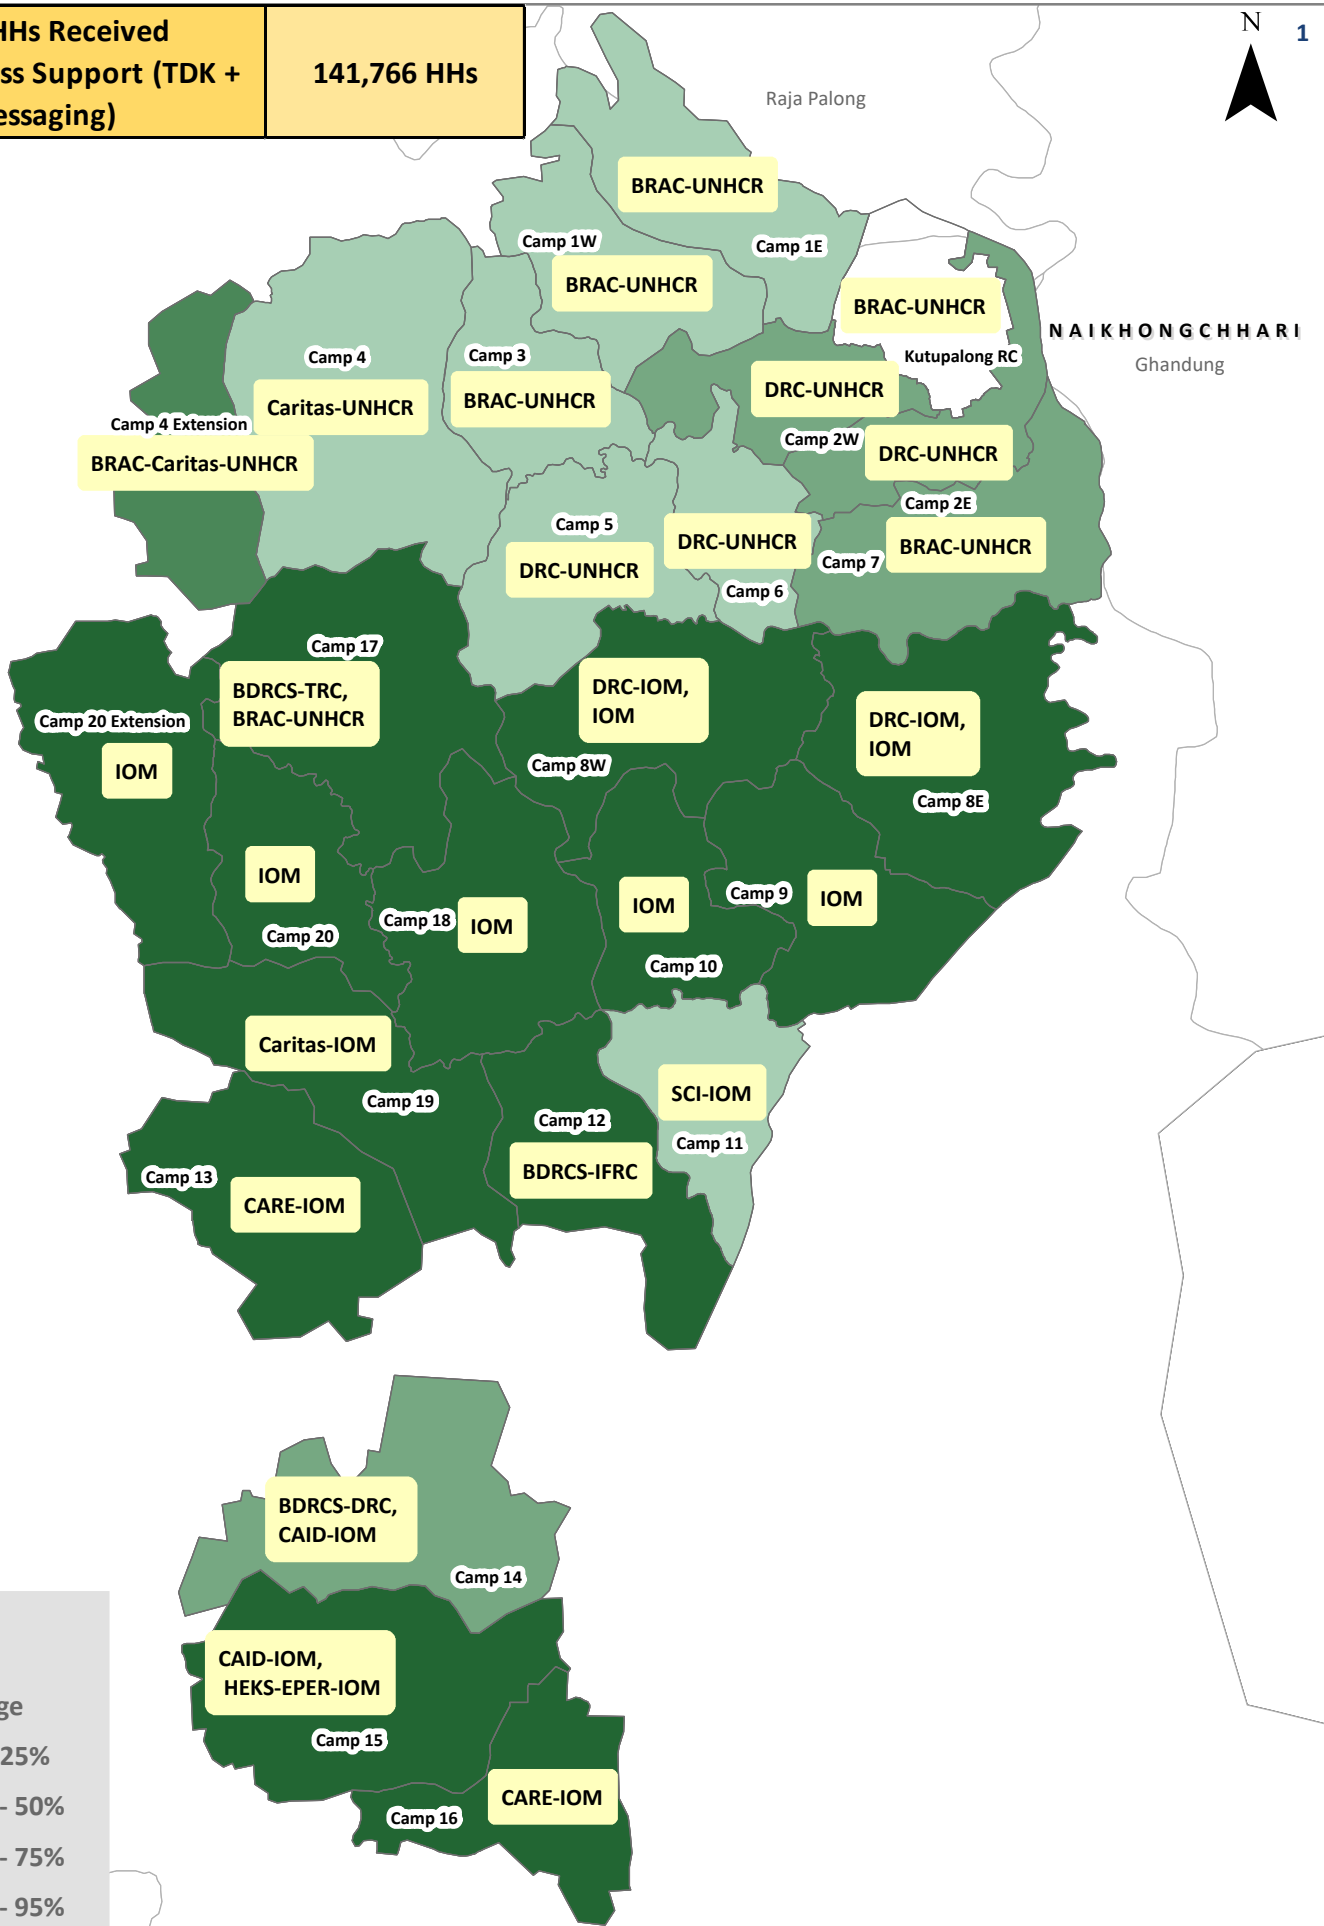 HHs Received
ss Support (TDK +
essaging)
141,766 HHs
N
1
Raja Palong
BRAC-UNHCR
Camp 1W
Camp 1E
BRAC-UNHCR
BRAC-UNHCR
NAIKHONGCHHARI
Ghandung
Kutupalong RC
Camp 4
Camp 3
Caritas-UNHCR
BRAC-UNHCR
DRC-UNHCR
Camp 4 Extension
BRAC-Caritas-UNHCR
Camp 2W
DRC-UNHCR
Camp 2E
Camp 5
DRC-UNHCR
BRAC-UNHCR
DRC-UNHCR
Camp 7
Camp 6
Camp 17
BDRCS-TRC,
BRAC-UNHCR
DRC-IOM,
IOM
DRC-IOM,
IOM
Camp 20 Extension
IOM
Camp 8W
Camp 8E
IOM
Camp 20
Camp 18
IOM
IOM
Camp 9
IOM
Camp 10
Caritas-IOM
Camp 19
SCI-IOM
Camp 12
Camp 11
BDRCS-IFRC
Camp 13
CARE-IOM
BDRCS-DRC,
CAID-IOM
Camp 14
CAID-IOM,
HEKS-EPER-IOM
Camp 15
CARE-IOM
Camp 16
ge
25%
- 50%
- 75%
- 95%